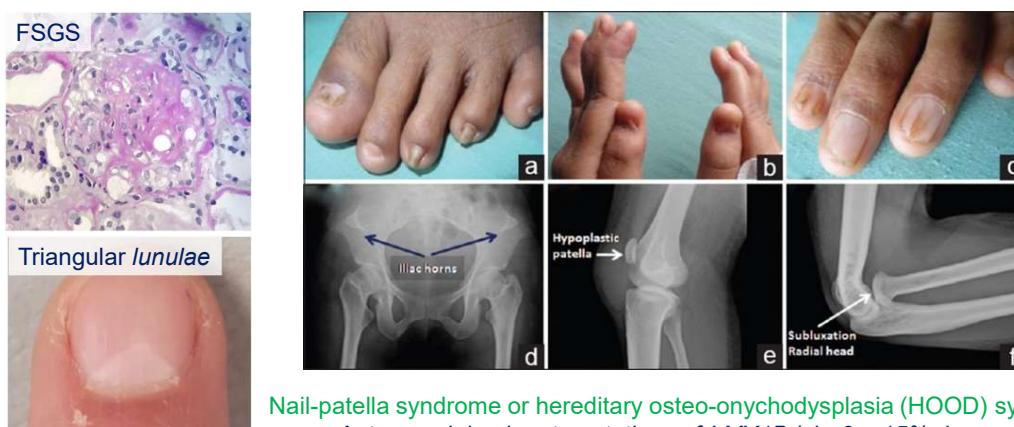 FSGS
Triangular lunulae
a
b
c
Iliac horns
d
Hypoplastic
patella
e
Subluxation
Radial head
f
Nail-patella syndrome or hereditary osteo-onychodysplasia (HOOD) sy